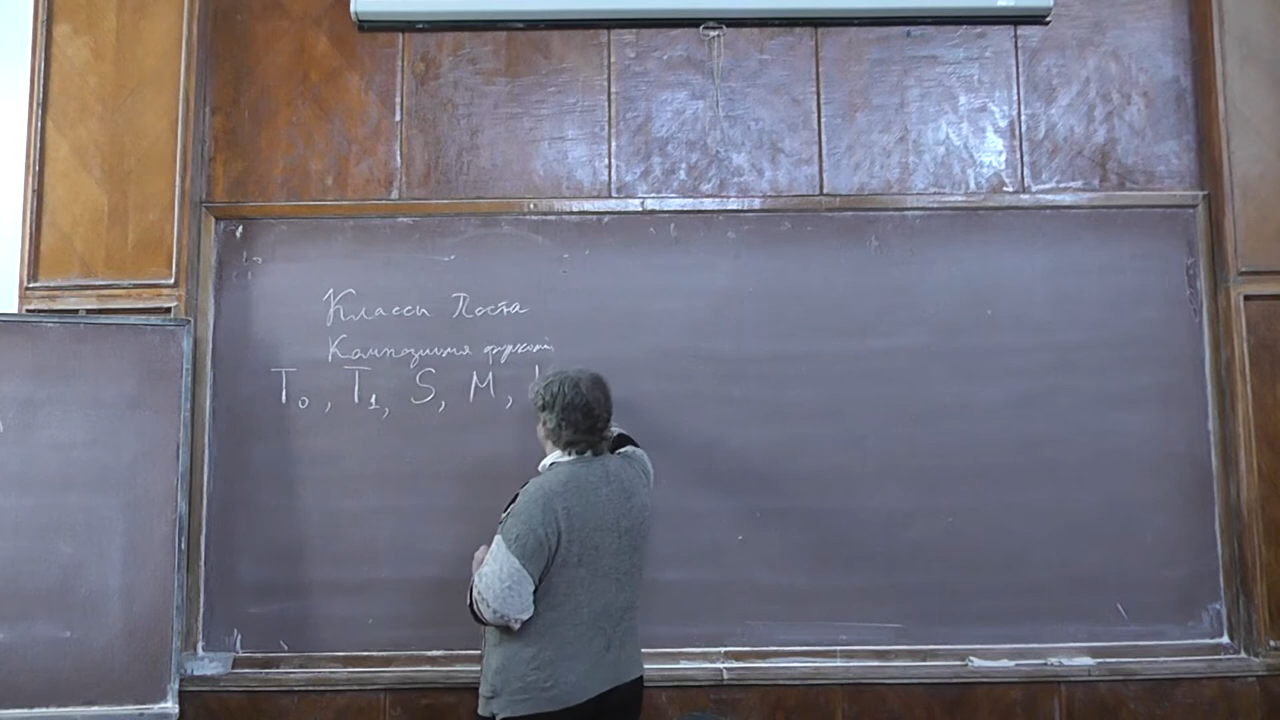 Классы Поста
Композиция функций
T₀, T₁, S, M,